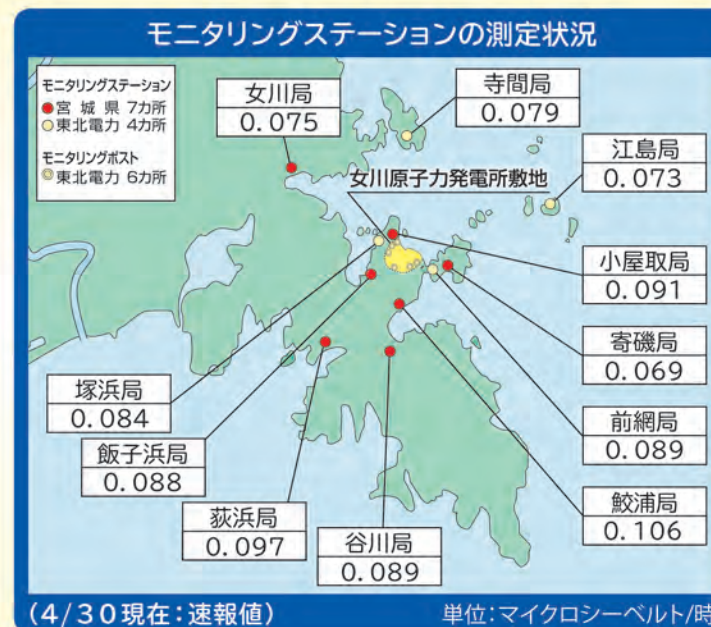 モニタリングステーションの測定状況
モニタリングステーション
宮城県 7カ所
東北電力 4カ所
モニタリングポスト
東北電力 6カ所
女川局
0.075
寺間局
0.079
江島局
0.073
女川原子力発電所敷地
小屋取局
0.091
寄磯局
0.069
前網局
0.089
鮫浦局
0.106
塚浜局
0.084
飯子浜局
0.088
荻浜局
0.097
谷川局
0.089
(4/30現在:速報値)
単位:マイクロシーベルト/時